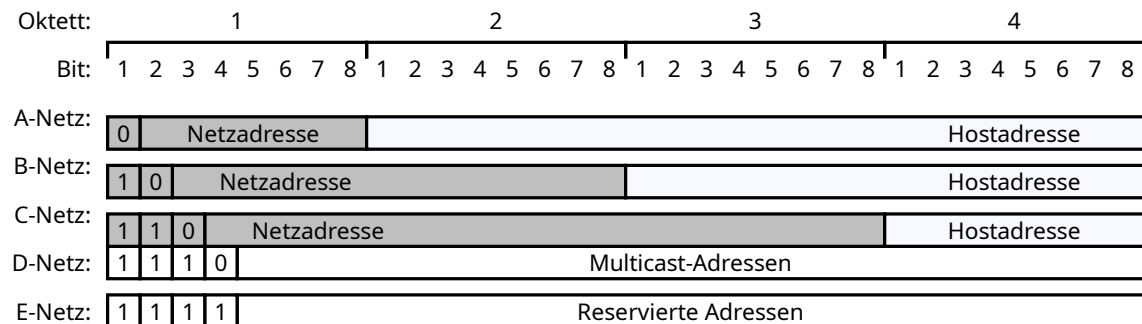 Oktett: 1 2 3 4
Bit: 1 2 3 4 5 6 7 8 1 2 3 4 5 6 7 8 1 2 3 4 5 6 7 8 1 2 3 4 5 6 7 8
A-Netz: 0 Netzadresse Hostadresse
B-Netz: 1 0 Netzadresse Hostadresse
C-Netz: 1 1 0 Netzadresse Hostadresse
D-Netz: 1 1 1 0 Multicast-Adressen
E-Netz: 1 1 1 1 Reservierte Adressen